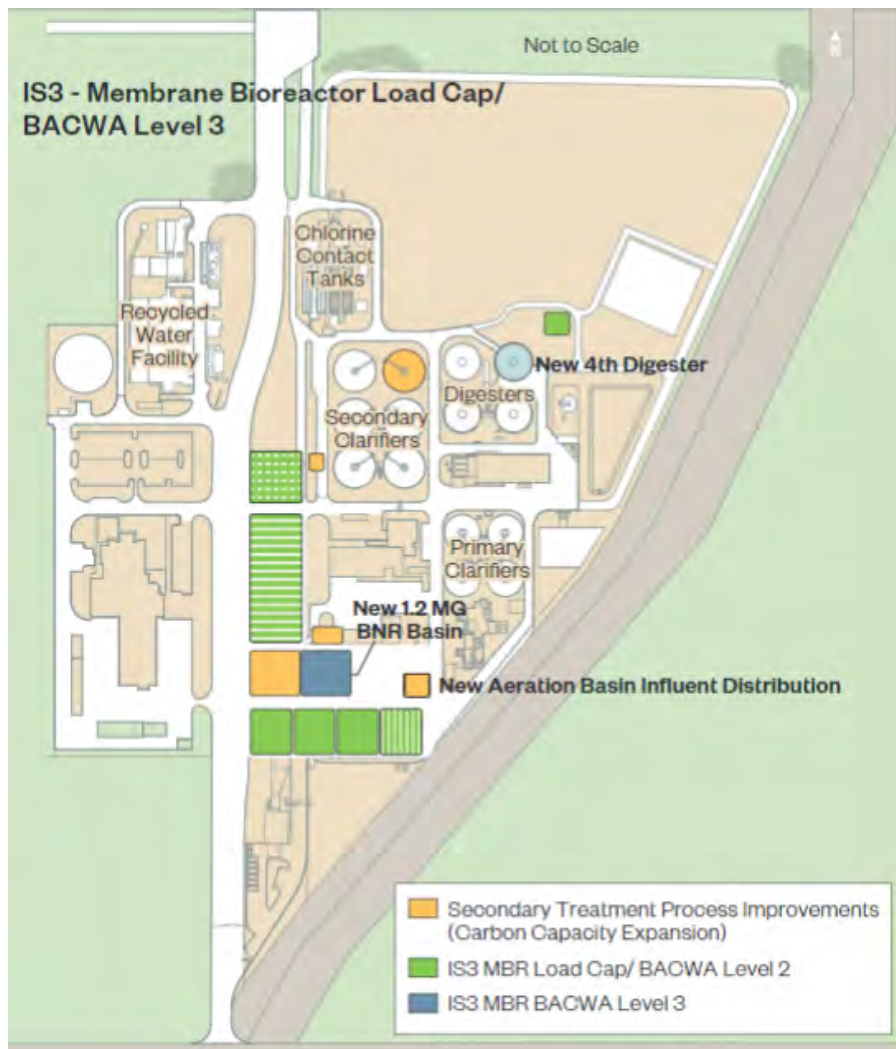 Not to Scale
IS3 - Membrane Bioreactor Load Cap/
BACWA Level 3
Chlorine
Contact
Tanks
Recycled
Water
Facility
New 4th Digester
Digesters
Secondary
Clarifiers
Primary
Clarifiers
New 1.2 MG
BNR Basin
New Aeration Basin Influent Distribution
Secondary Treatment Process Improvements
(Carbon Capacity Expansion)
IS3 MBR Load Cap/ BACWA Level 2
IS3 MBR BACWA Level 3